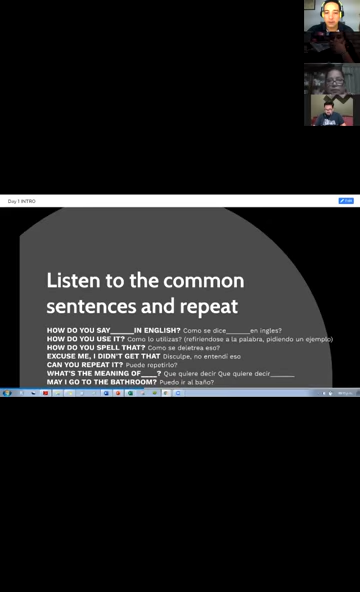 Day 1 INTRO
Edit
Listen to the common
sentences and repeat
HOW DO YOU SAY______IN ENGLISH? Como se dice______en ingles?
HOW DO YOU USE IT? Como lo utilizas? (refiriendose a la palabra, pidiendo un ejemplo)
HOW DO YOU SPELL THAT? Como se deletrea eso?
EXCUSE ME, I DIDN'T GET THAT Disculpe, no entendi eso
CAN YOU REPEAT IT? Puede repetirlo?
WHAT'S THE MEANING OF____? Que quiere decir Que quiere decir______
MAY I GO TO THE BATHROOM? Puedo ir al baño?